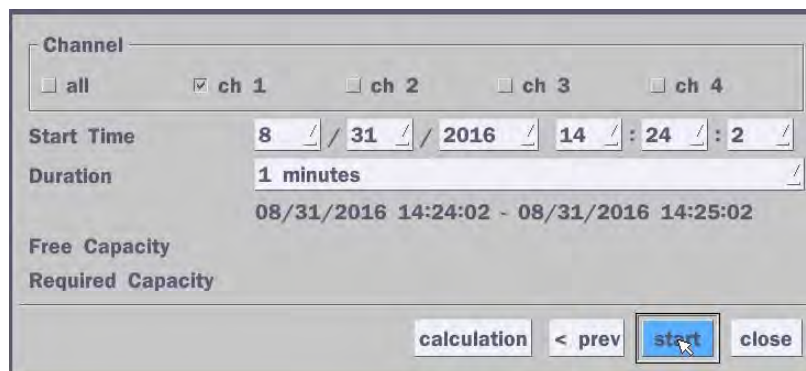 Channel
all ch 1 ch 2 ch 3 ch 4
Start Time 8 / 31 / 2016 14 : 24 : 2
Duration 1 minutes
08/31/2016 14:24:02 - 08/31/2016 14:25:02
Free Capacity
Required Capacity
calculation < prev start close